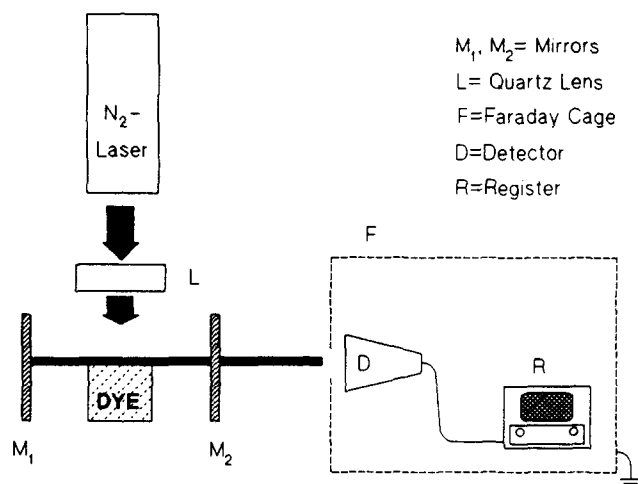 N₂-
Laser
M₁, M₂= Mirrors
L= Quartz Lens
F=Faraday Cage
D=Detector
R=Register
F
L
D
R
DYE
M₁
M₂